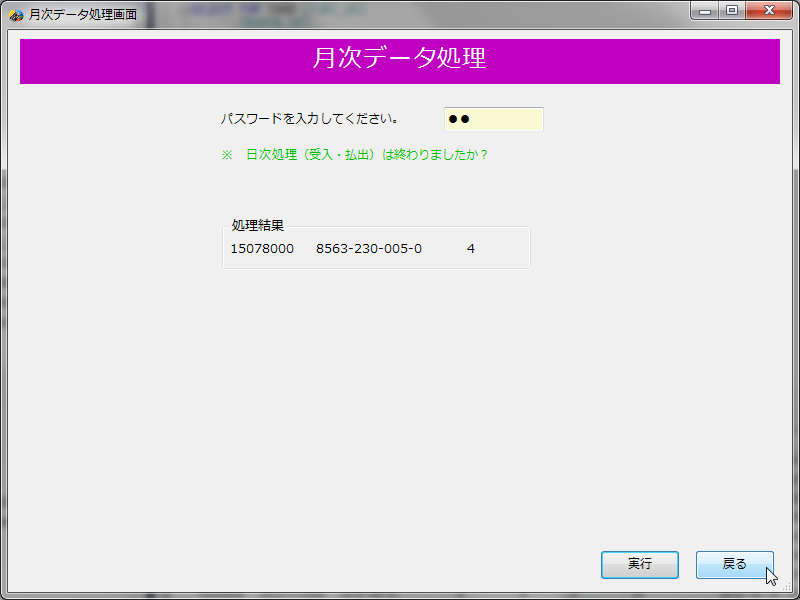 月次データ処理画面
月次データ処理
パスワードを入力してください。 ●●
※ 日次処理（受入・払出）は終わりましたか？
処理結果
15078000 8563-230-005-0 4
実行 戻る